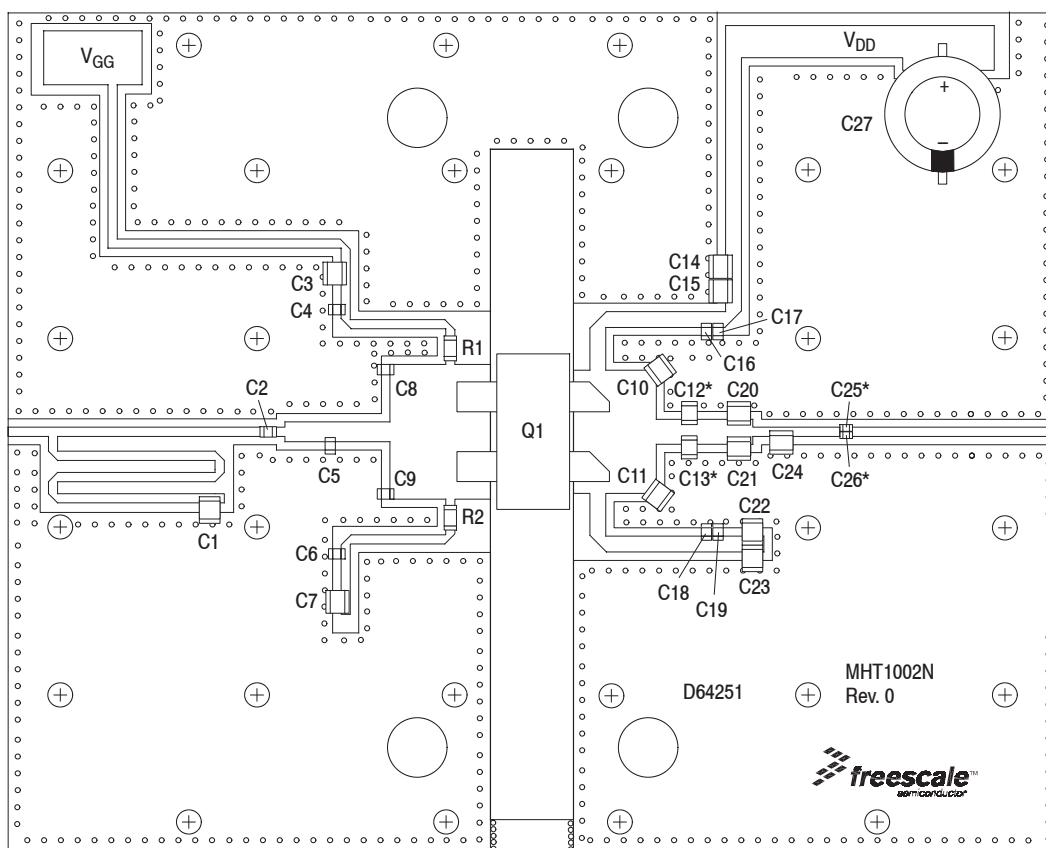 VGG
VDD
+
C27
−
C14
C3
C15
C4
C17
R1
C16
C2
C8
C10
C12*
C20
C25*
Q1
C5
C9
C11
C13*
C21
C24
C26*
R2
C22
C1
C6
C23
C18
C7
C19
MHT1002N
D64251
Rev. 0
freescale™
semiconductor